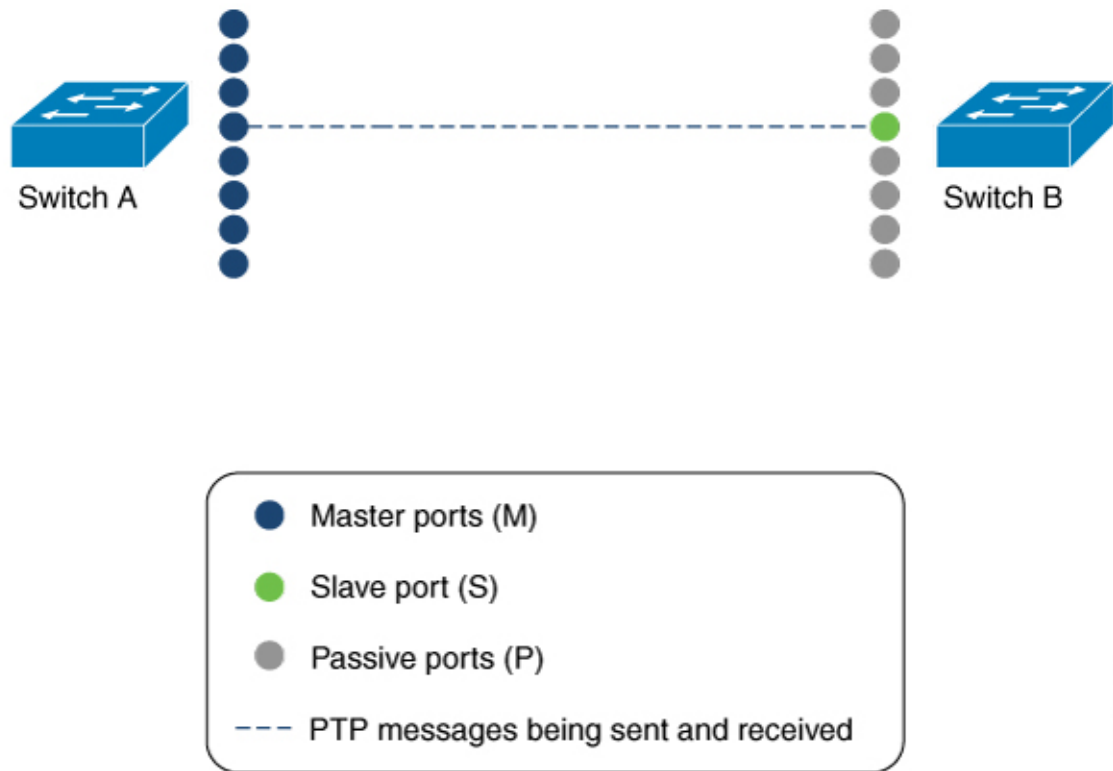 Switch A
Switch B
Master ports (M)
Slave port (S)
Passive ports (P)
PTP messages being sent and received